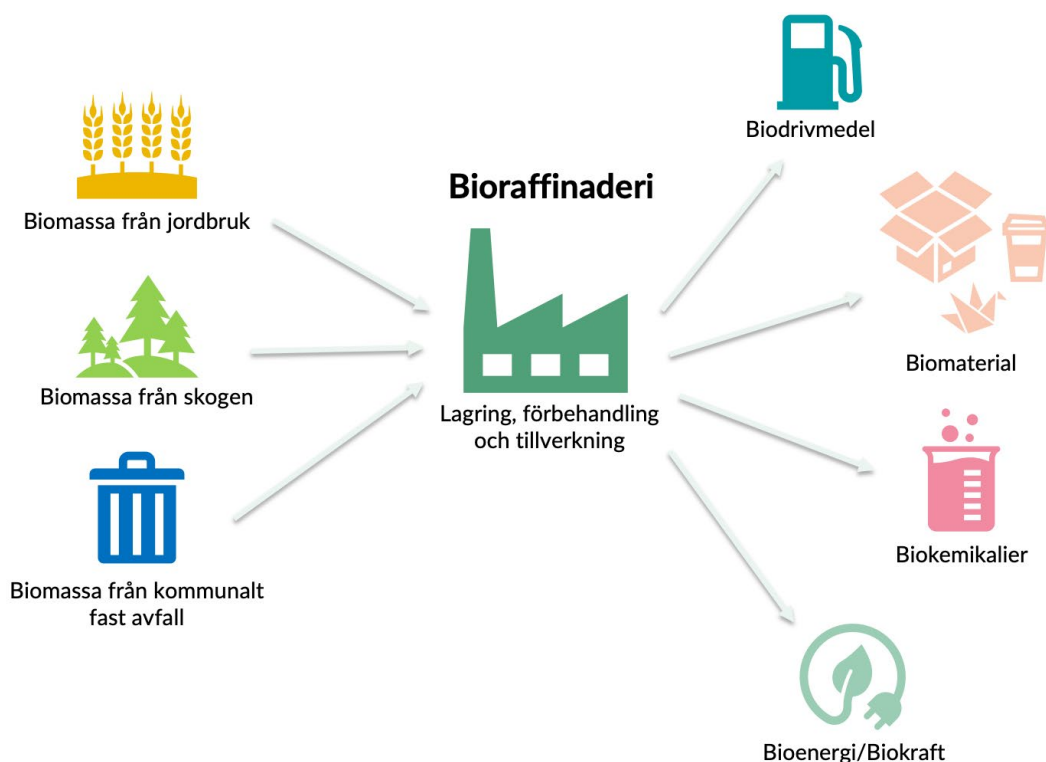 Biomassa från jordbruk
Biomassa från skogen
Biomassa från kommunalt
fast avfall
Bioraffinaderi
Lagring, förbehandling
och tillverkning
Biodrivmedel
Biomaterial
Biokemikalier
Bioenergi/Biokraft